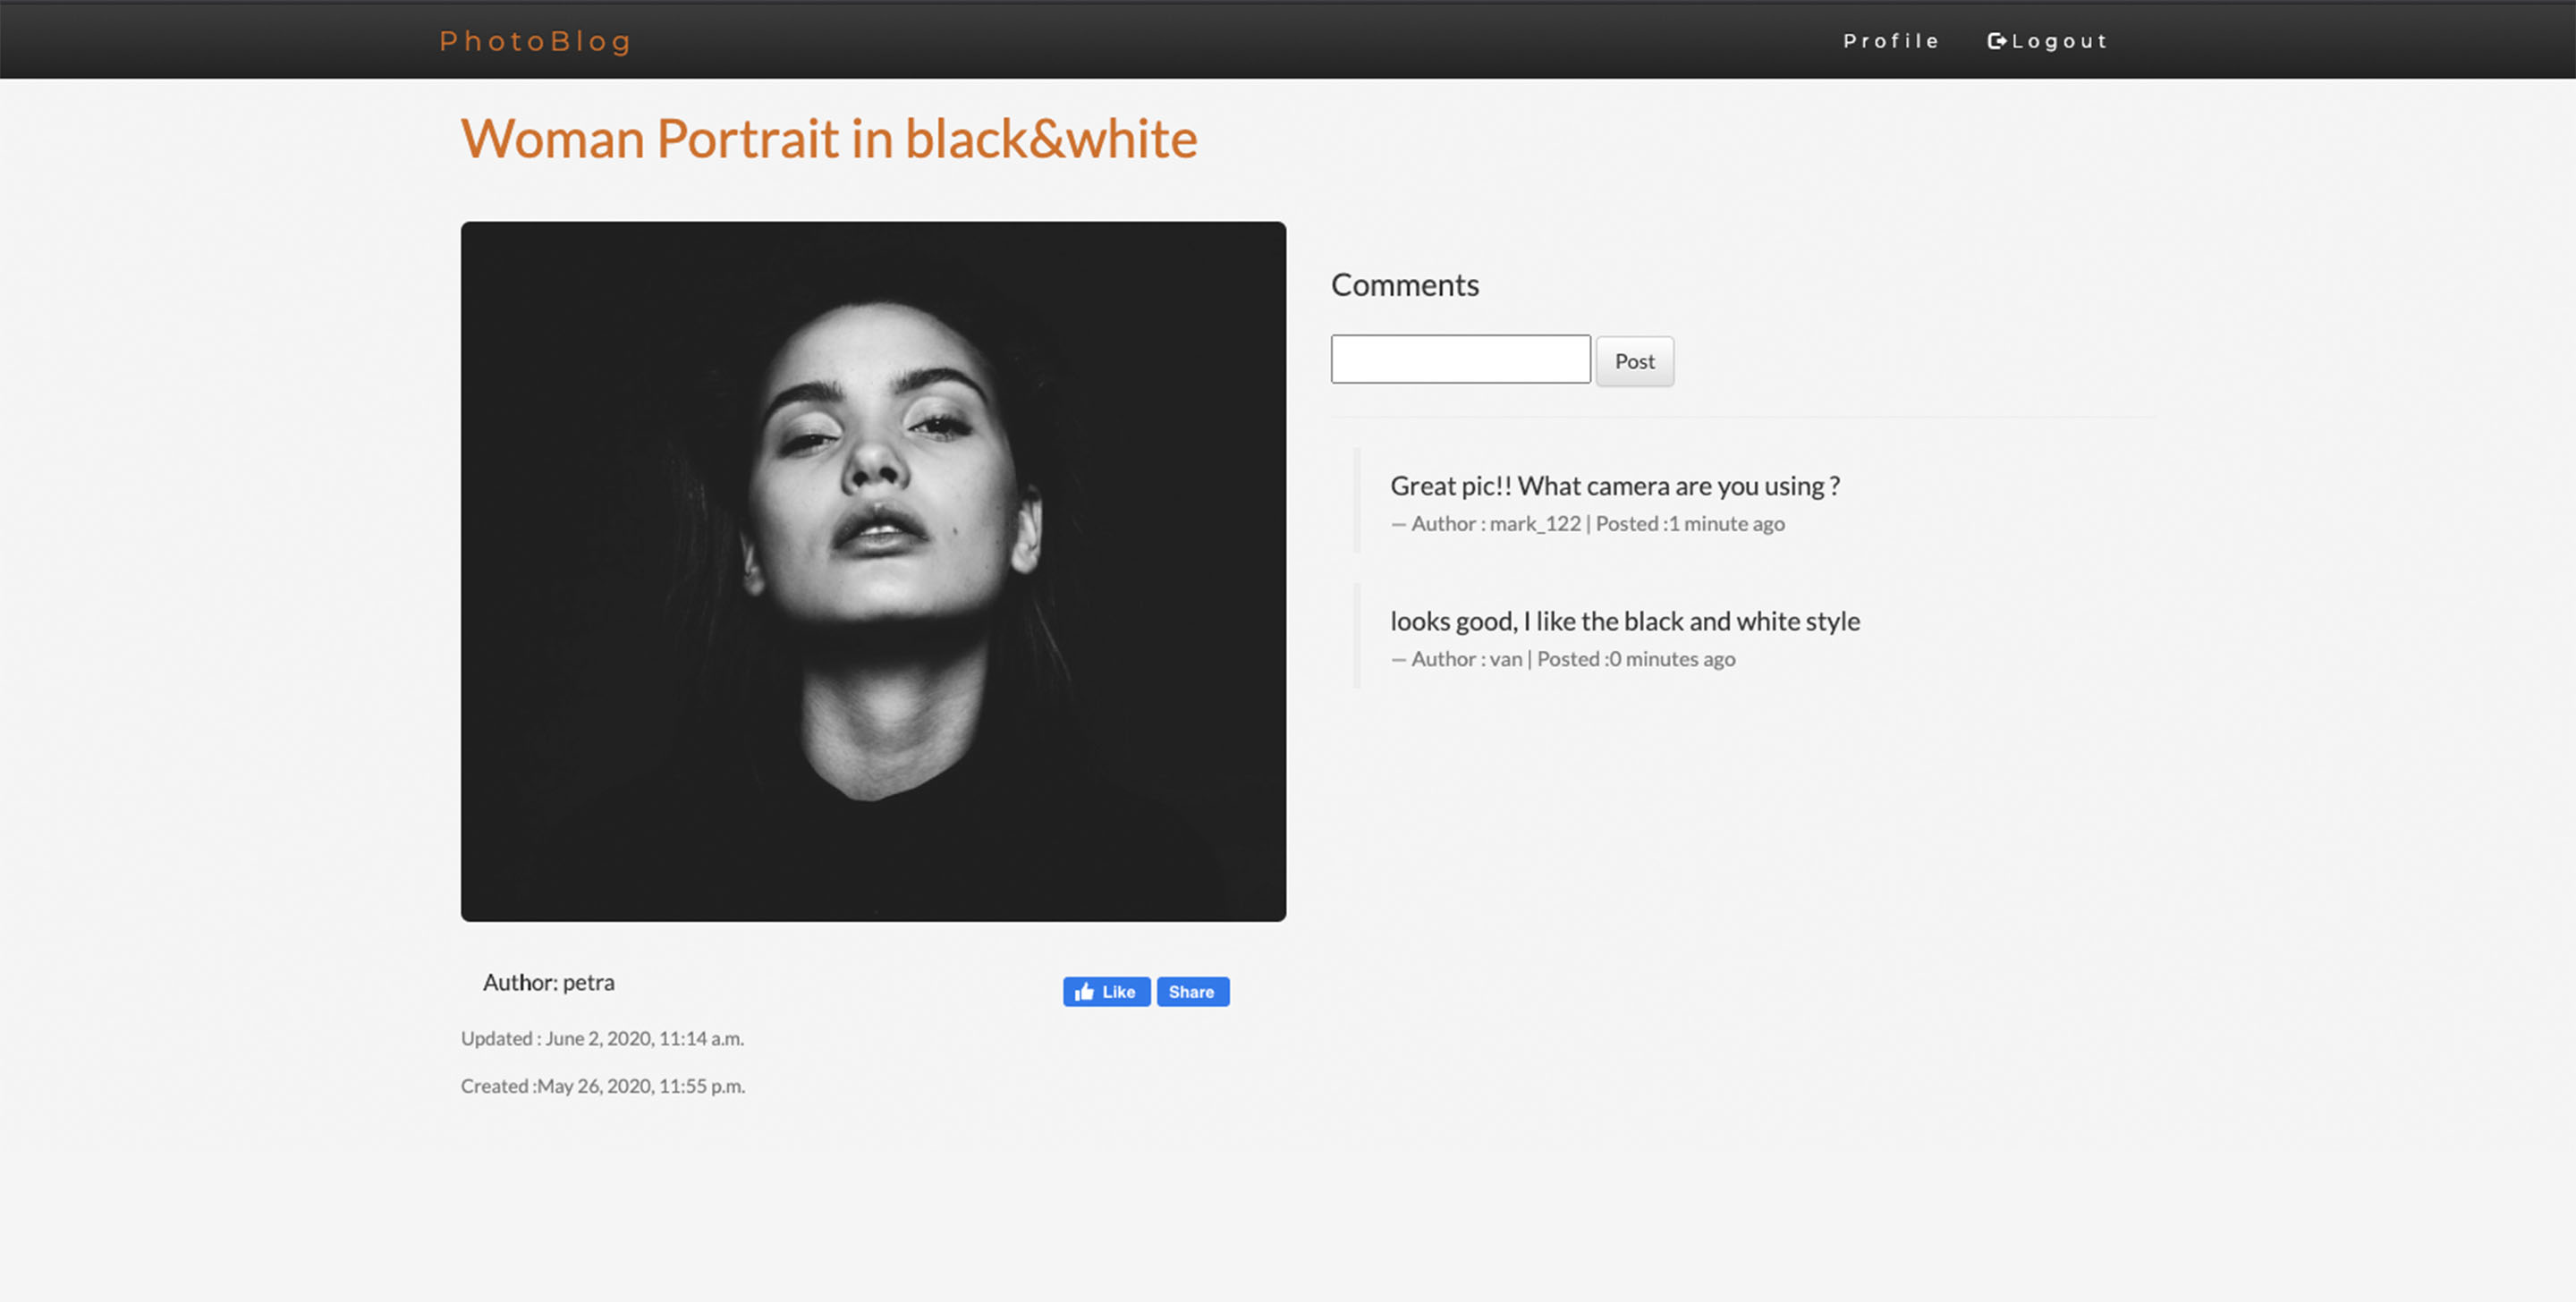 PhotoBlog
Profile
Logout
Woman Portrait in black&white
Comments
Post
Great pic!! What camera are you using ?
— Author : mark_122 | Posted :1 minute ago
looks good, I like the black and white style
— Author : van | Posted :0 minutes ago
Author: petra
Like
Share
Updated : June 2, 2020, 11:14 a.m.
Created :May 26, 2020, 11:55 p.m.